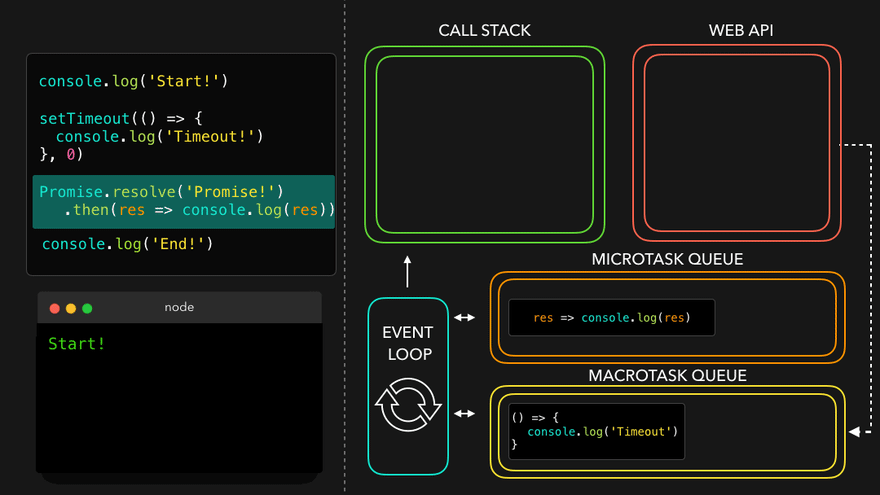 CALL STACK
WEB API
console.log('Start!')
setTimeout(() => {
  console.log('Timeout!')
}, 0)
Promise.resolve('Promise!')
  .then(res => console.log(res))
console.log('End!')
MICROTASK QUEUE
res => console.log(res)
node
Start!
EVENT
LOOP
MACROTASK QUEUE
() => {
  console.log('Timeout')
}